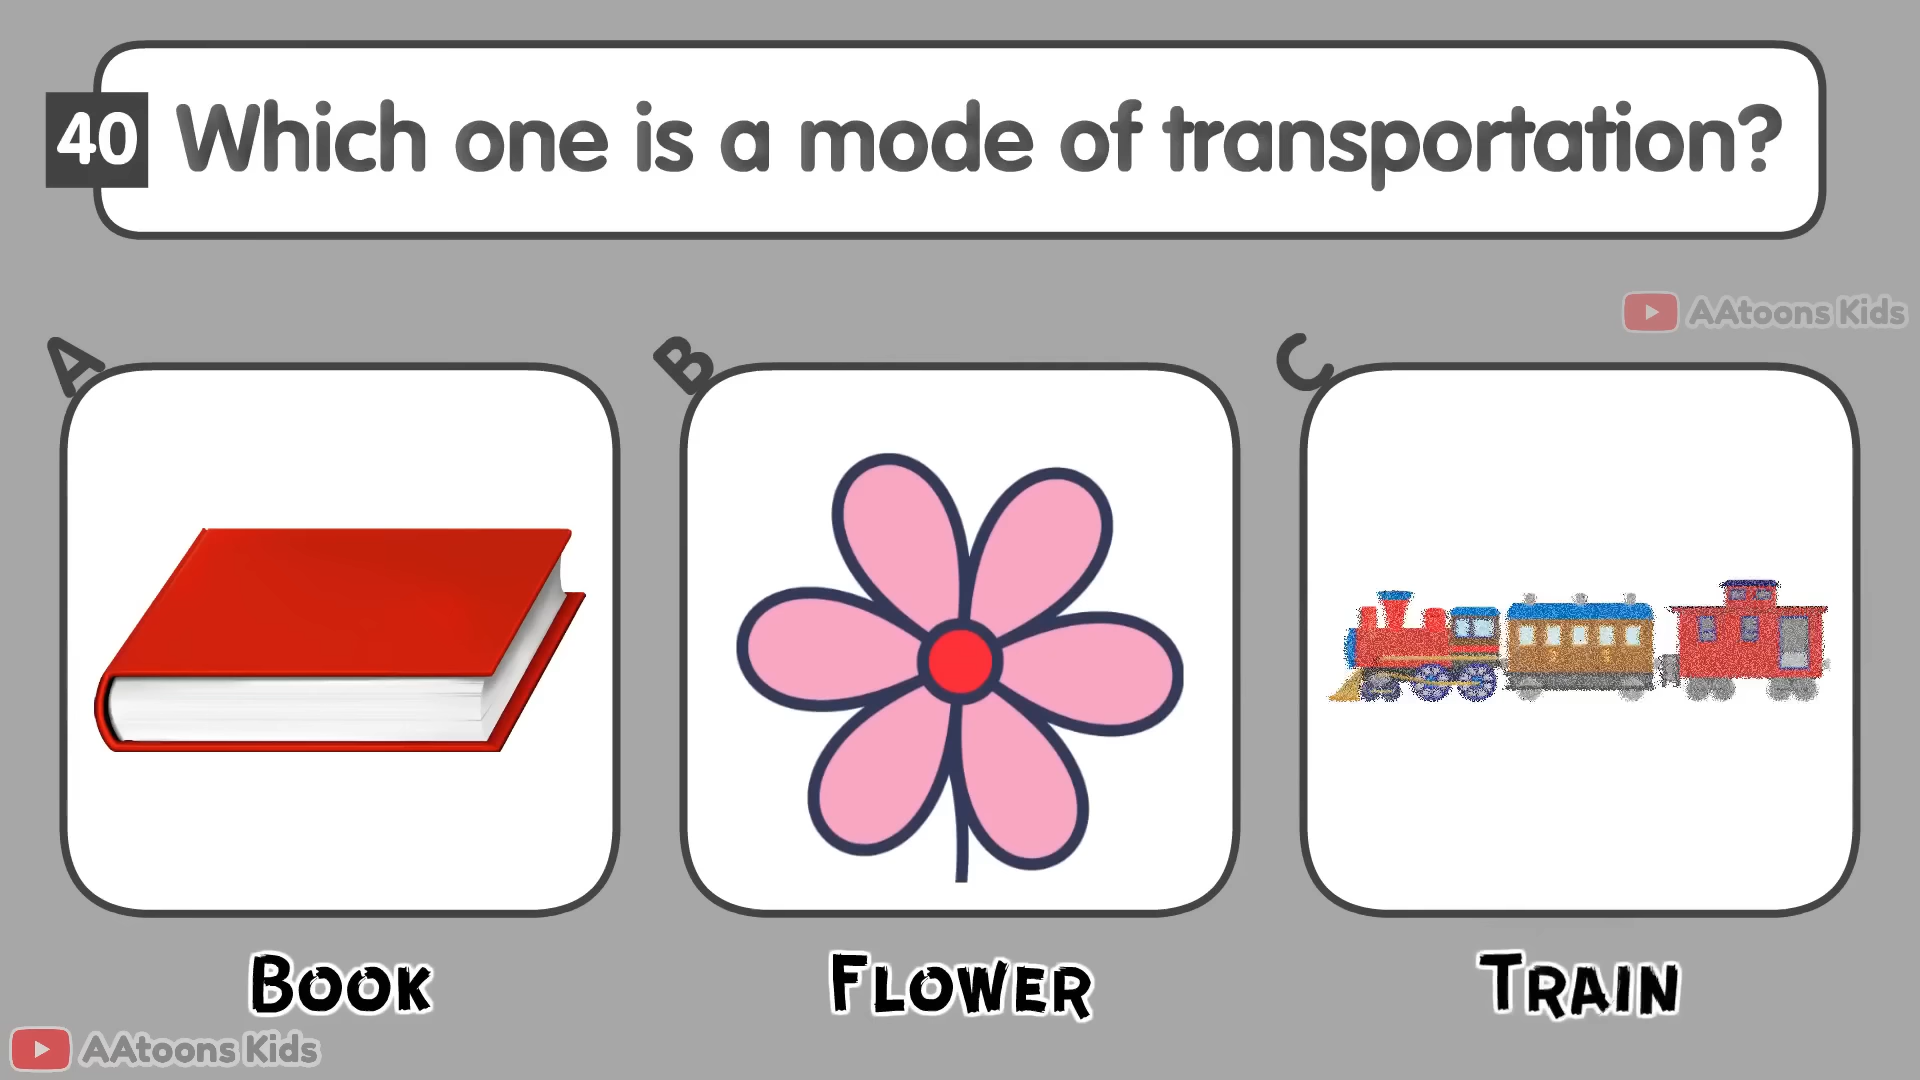 40 Which one is a mode of transportation?
AAtoons Kids
A
B
C
Book
Flower
Train
AAtoons Kids